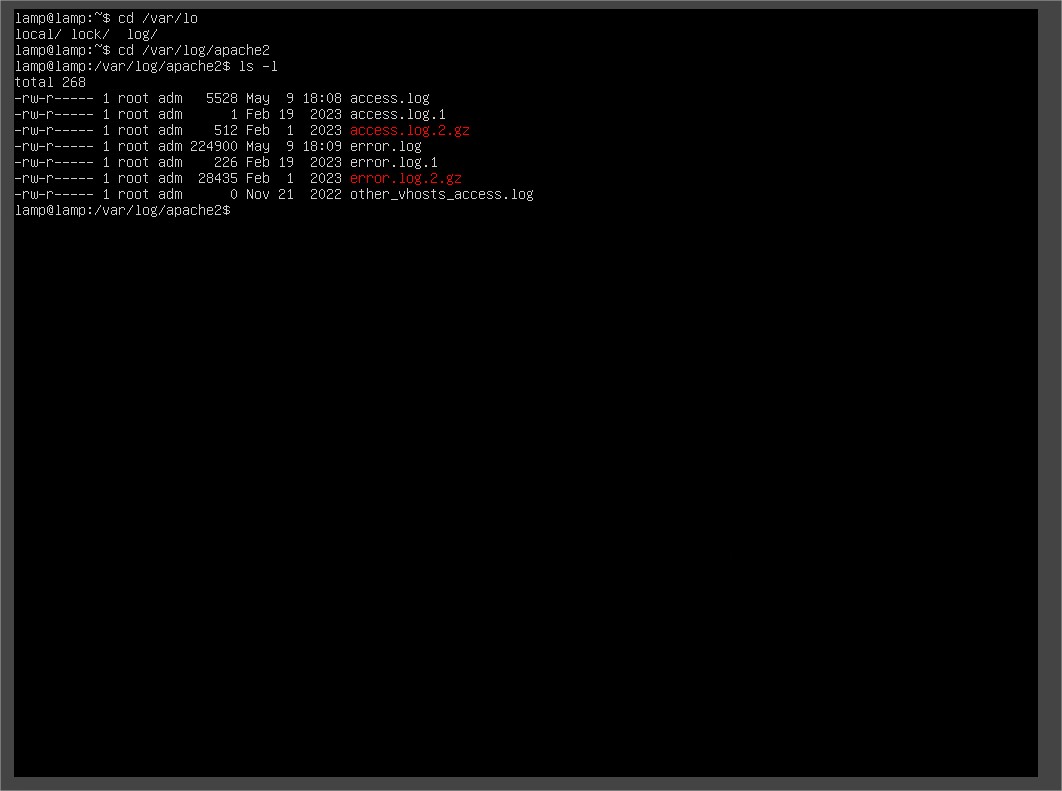 lamp@lamp:~$ cd /var/lo
local/ lock/  log/
lamp@lamp:~$ cd /var/log/apache2
lamp@lamp:/var/log/apache2$ ls -l
total 268
-rw-r----- 1 root adm   5528 May  9 18:08 access.log
-rw-r----- 1 root adm      1 Feb 19  2023 access.log.1
-rw-r----- 1 root adm    512 Feb  1  2023 access.log.2.gz
-rw-r----- 1 root adm 224900 May  9 18:09 error.log
-rw-r----- 1 root adm    226 Feb 19  2023 error.log.1
-rw-r----- 1 root adm  28435 Feb  1  2023 error.log.2.gz
-rw-r----- 1 root adm      0 Nov 21  2022 other_vhosts_access.log
lamp@lamp:/var/log/apache2$